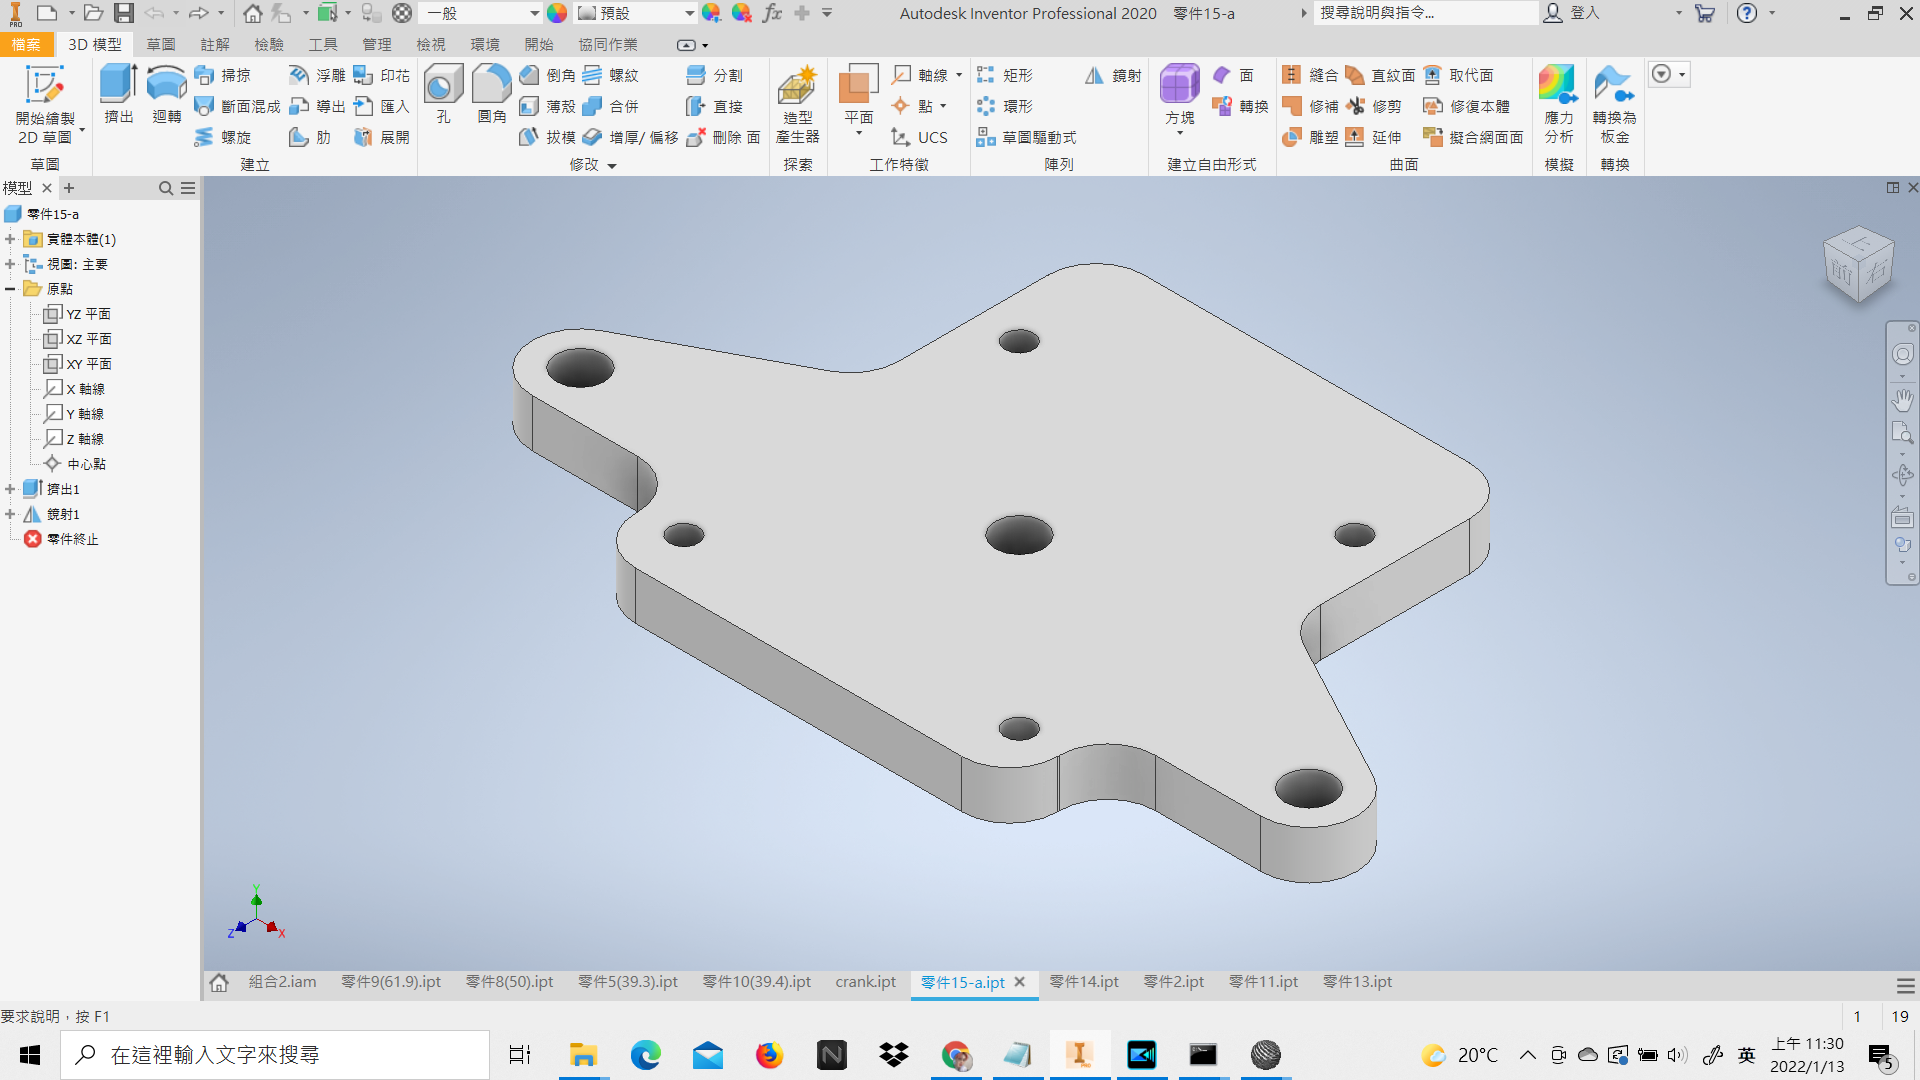 PRO 一般 預設 fx Autodesk Inventor Professional 2020 零件15-a 搜尋說明與指令... 登入
檔案 3D 模型 草圖 註解 檢驗 工具 管理 檢視 環境 開始 協同作業
開始繪製
2D 草圖
草圖
擠出 迴轉
掃掠 浮雕 印花
斷面混成 導出 匯入
螺旋 肋 展開
建立
孔 圓角
倒角 螺紋 分割
薄殼 合併 直接
拔模 增厚/ 偏移 刪除 面
修改
造型
產生器
探索
平面
軸線
點
UCS
工作特徵
矩形 鏡射
環形
草圖驅動式
陣列
方塊
面
轉換
建立自由形式
縫合 直紋面 取代面
修補 修剪 修復本體
雕塑 延伸 擬合網面面
曲面
應力
分析
模擬
轉換為
板金
轉換
模型
零件15-a
實體本體(1)
視圖: 主要
原點
YZ 平面
XZ 平面
XY 平面
X 軸線
Y 軸線
Z 軸線
中心點
擠出1
鏡射1
零件終止
上
前 右
Y
Z X
組合2.iam 零件9(61.9).ipt 零件8(50).ipt 零件5(39.3).ipt 零件10(39.4).ipt crank.ipt 零件15-a.ipt 零件14.ipt 零件2.ipt 零件11.ipt 零件13.ipt
要求說明，按 F1 1 19
在這裡輸入文字來搜尋 20°C 英 上午 11:30
2022/1/13 5